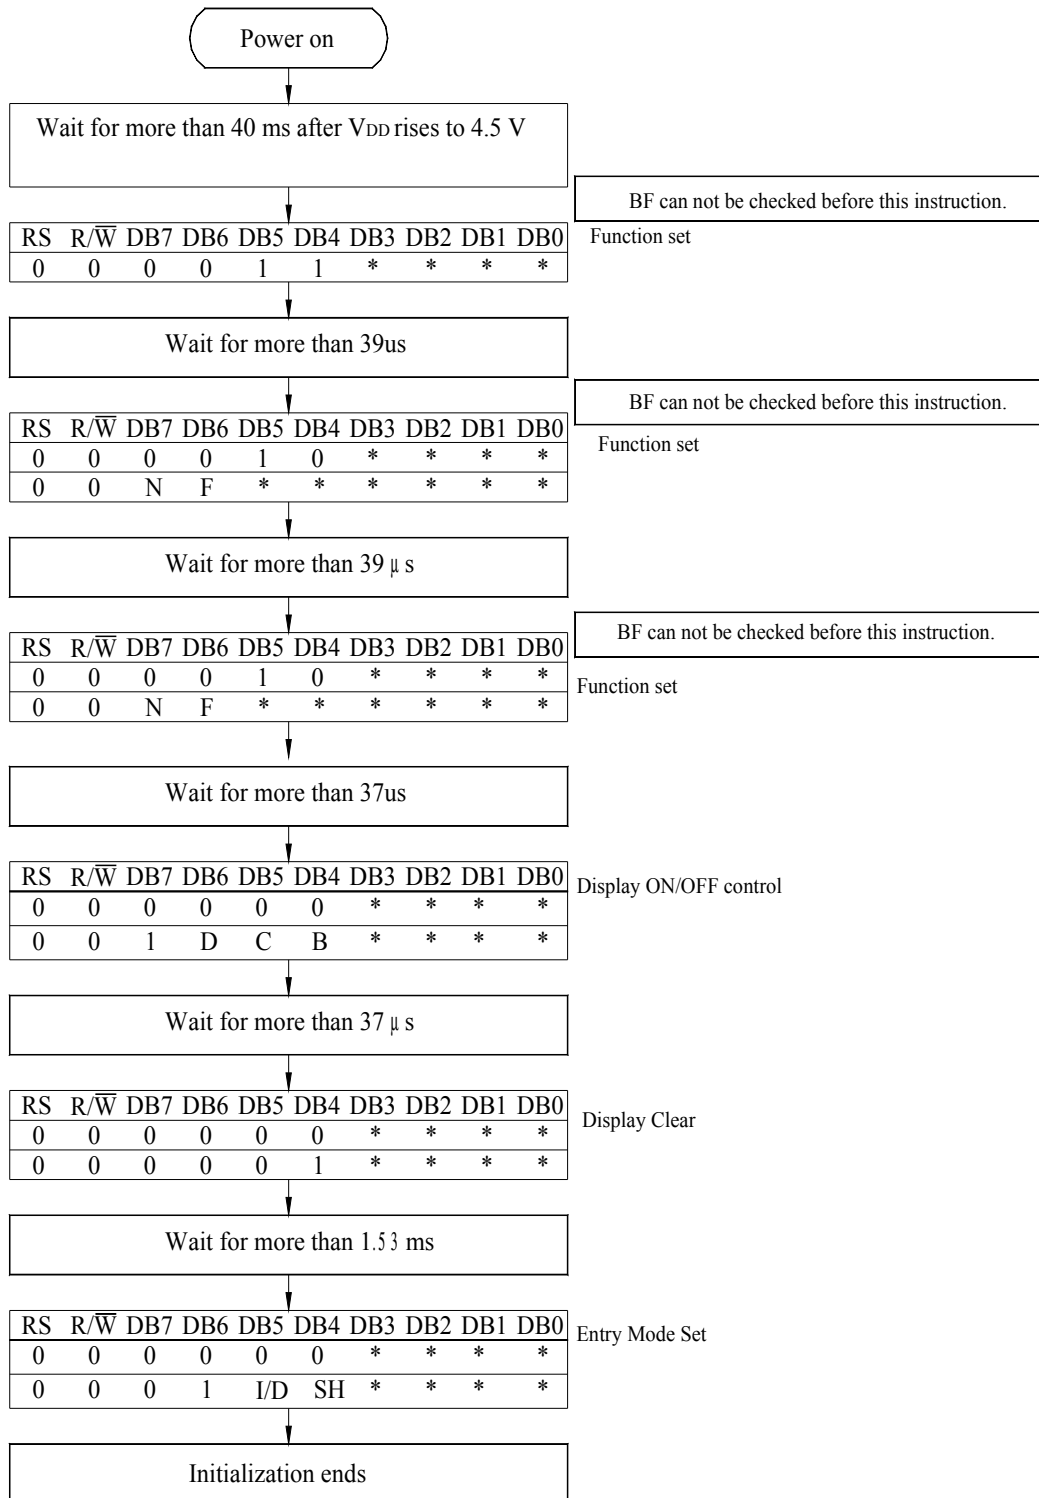 Power on
Wait for more than 40 ms after VDD rises to 4.5 V
BF can not be checked before this instruction.
RS R/W̅ DB7 DB6 DB5 DB4 DB3 DB2 DB1 DB0
Function set
0 0 0 0 1 1 * * * *
Wait for more than 39us
BF can not be checked before this instruction.
RS R/W̅ DB7 DB6 DB5 DB4 DB3 DB2 DB1 DB0
Function set
0 0 0 0 1 0 * * * *
0 0 N F * * * * * *
Wait for more than 39 μ s
BF can not be checked before this instruction.
RS R/W̅ DB7 DB6 DB5 DB4 DB3 DB2 DB1 DB0
0 0 0 0 1 0 * * * *
Function set
0 0 N F * * * * * *
Wait for more than 37us
RS R/W̅ DB7 DB6 DB5 DB4 DB3 DB2 DB1 DB0
Display ON/OFF control
0 0 0 0 0 0 * * * *
0 0 1 D C B * * * *
Wait for more than 37 μ s
RS R/W̅ DB7 DB6 DB5 DB4 DB3 DB2 DB1 DB0
Display Clear
0 0 0 0 0 0 * * * *
0 0 0 0 0 1 * * * *
Wait for more than 1.53 ms
RS R/W̅ DB7 DB6 DB5 DB4 DB3 DB2 DB1 DB0
Entry Mode Set
0 0 0 0 0 0 * * * *
0 0 0 1 I/D SH * * * *
Initialization ends